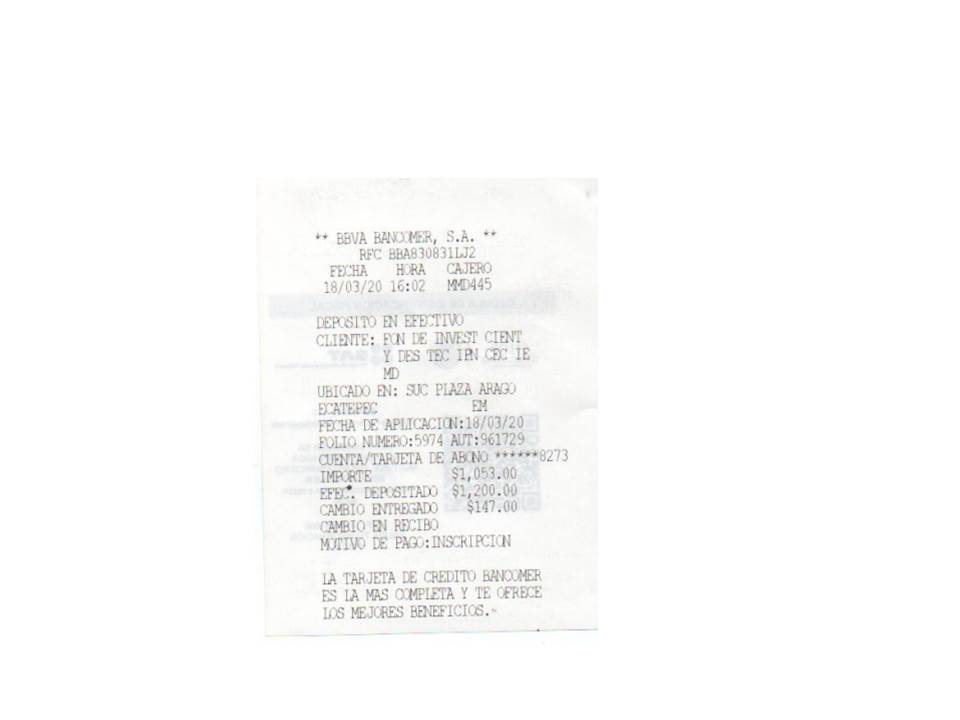 ** BBVA BANCOMER, S.A. **
RFC BBA830831LJ2
FECHA HORA CAJERO
18/03/20 16:02 MMD445
DEPOSITO EN EFECTIVO
CLIENTE: FON DE INVEST CIENT
Y DES TEC IPN CEC IE
MD
UBICADO EN: SUC PLAZA ARAGO
ECATEPEC EM
FECHA DE APLICACION:18/03/20
FOLIO NUMERO:5974 AUT:961729
CUENTA/TARJETA DE ABONO ******8273
IMPORTE $1,053.00
EFEC. DEPOSITADO $1,200.00
CAMBIO ENTREGADO $147.00
CAMBIO EN RECIBO
MOTIVO DE PAGO:INSCRIPCION
LA TARJETA DE CREDITO BANCOMER
ES LA MAS COMPLETA Y TE OFRECE
LOS MEJORES BENEFICIOS.